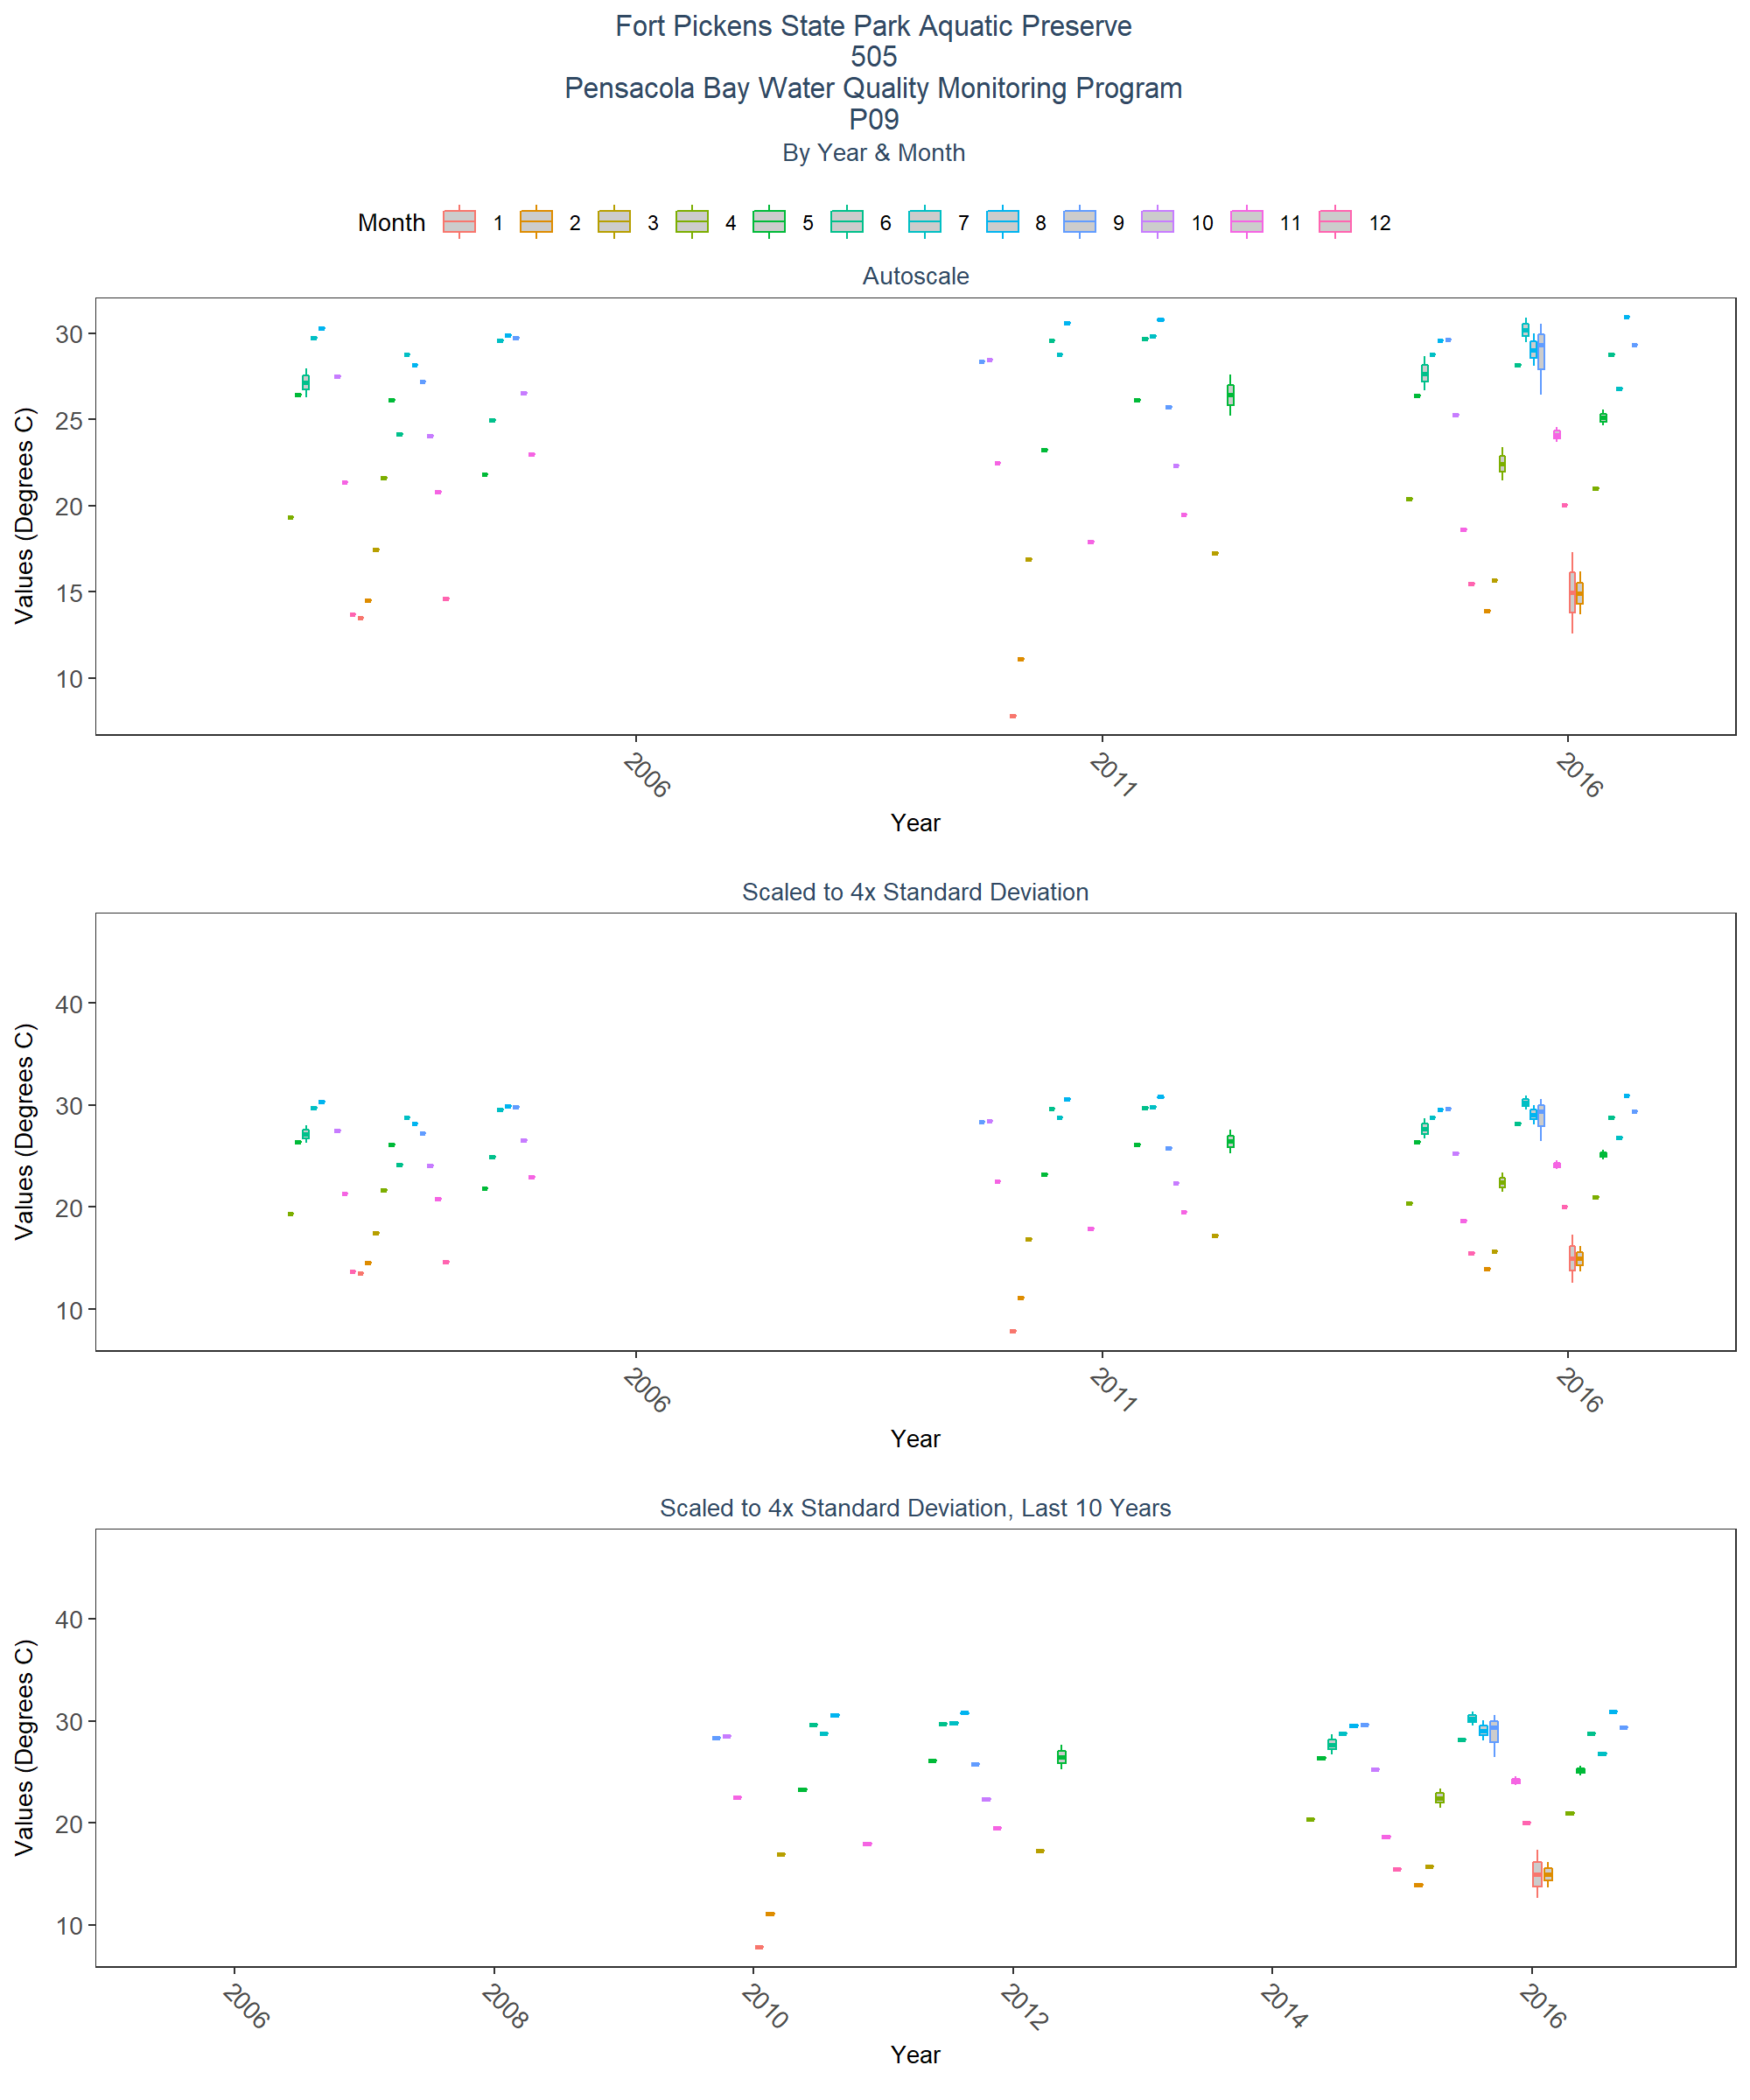 Fort Pickens State Park Aquatic Preserve
505
Pensacola Bay Water Quality Monitoring Program
P09
By Year & Month
Month 1 2 3 4 5 6 7 8 9 10 11 12
Autoscale
Values (Degrees C)
30
25
20
15
10
2006 2011 2016
Year
Scaled to 4x Standard Deviation
Values (Degrees C)
40
30
20
10
2006 2011 2016
Year
Scaled to 4x Standard Deviation, Last 10 Years
Values (Degrees C)
40
30
20
10
2006 2008 2010 2012 2014 2016
Year